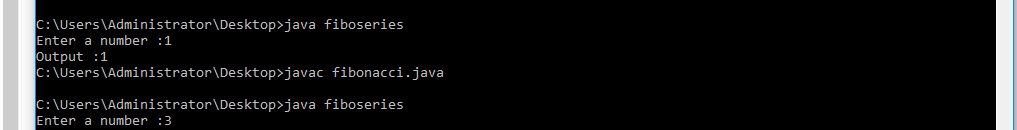 C:\Users\Administrator\Desktop>java fiboseries
Enter a number :1
Output :1
C:\Users\Administrator\Desktop>javac fibonacci.java
C:\Users\Administrator\Desktop>java fiboseries
Enter a number :3